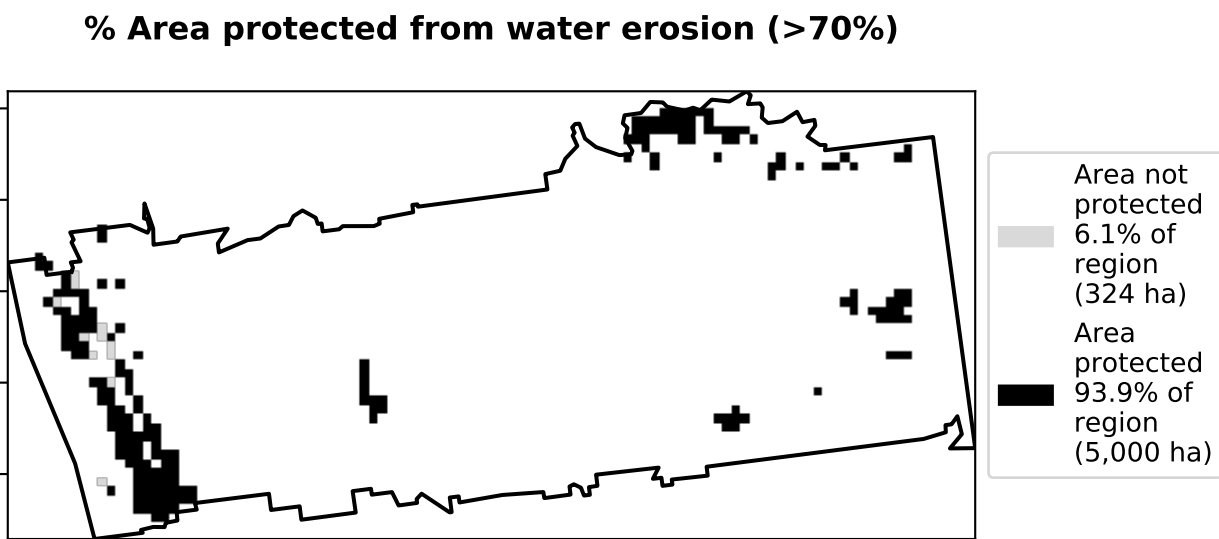 % Area protected from water erosion (>70%)
Area not
protected
6.1% of
region
(324 ha)
Area
protected
93.9% of
region
(5,000 ha)